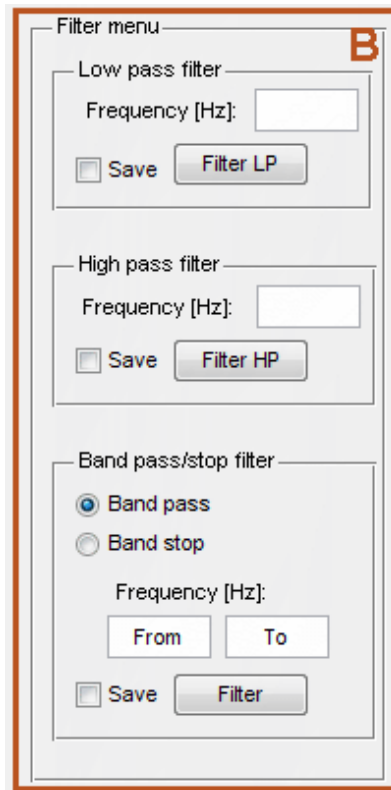 Filter menu
B
Low pass filter
Frequency [Hz]:
Save Filter LP
High pass filter
Frequency [Hz]:
Save Filter HP
Band pass/stop filter
Band pass
Band stop
Frequency [Hz]:
From To
Save Filter